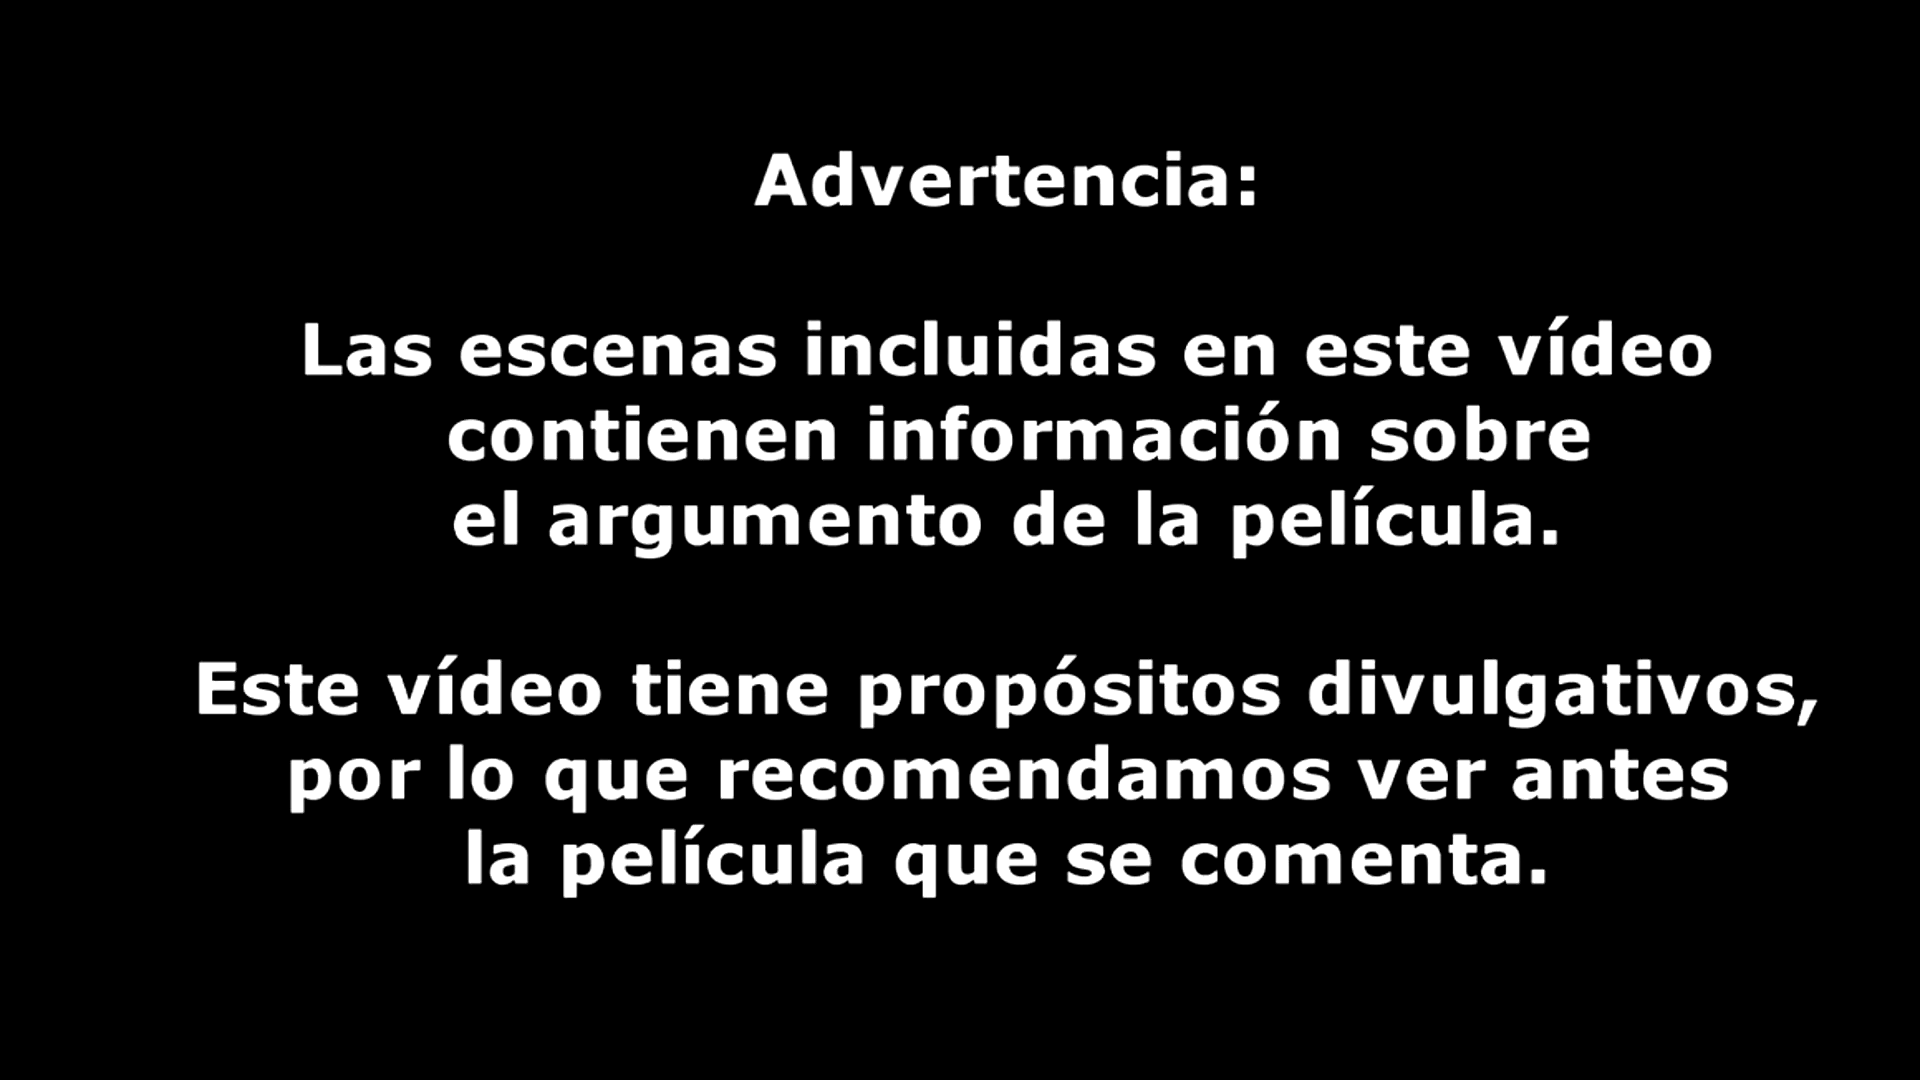 Advertencia:
Las escenas incluidas en este vídeo
contienen información sobre
el argumento de la película.
Este vídeo tiene propósitos divulgativos,
por lo que recomendamos ver antes
la película que se comenta.